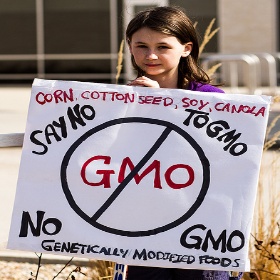 CORN, COTTON SEED, SOY, CANOLA
SAY NO TO GMO
GMO
NO GMO
GENETICALLY MODIFIED FOODS